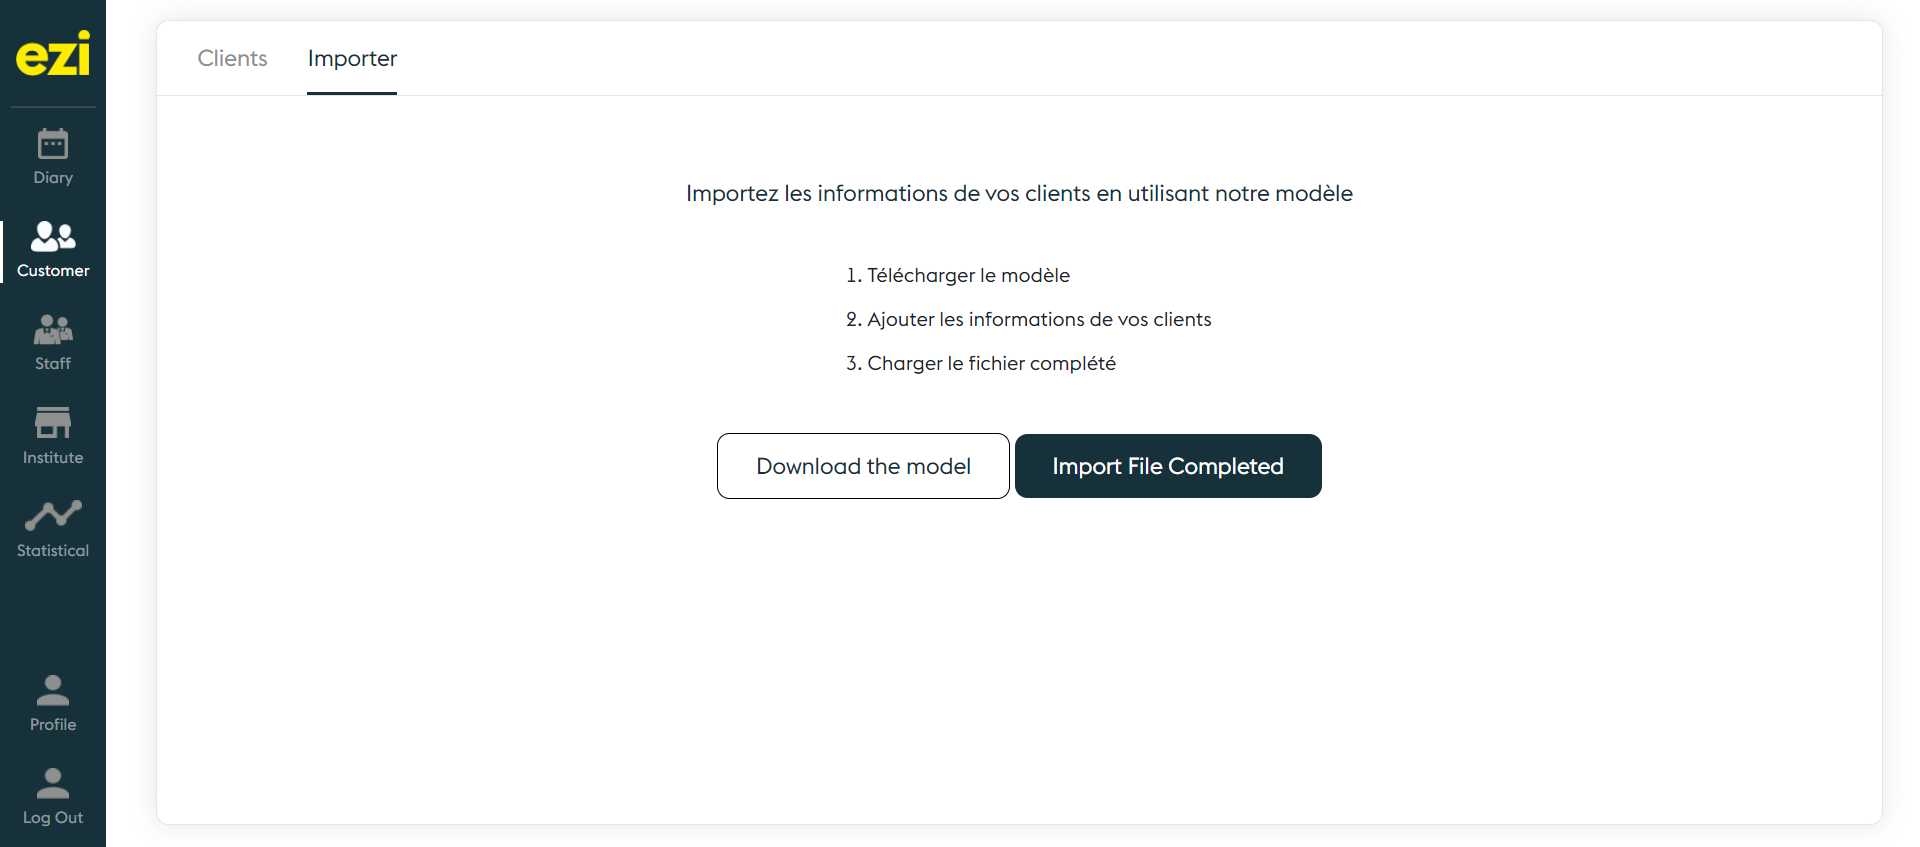 ezi
Diary
Customer
Staff
Institute
Statistical
Profile
Log Out
Clients
Importer
Importez les informations de vos clients en utilisant notre modèle
1. Télécharger le modèle
2. Ajouter les informations de vos clients
3. Charger le fichier complété
Download the model
Import File Completed